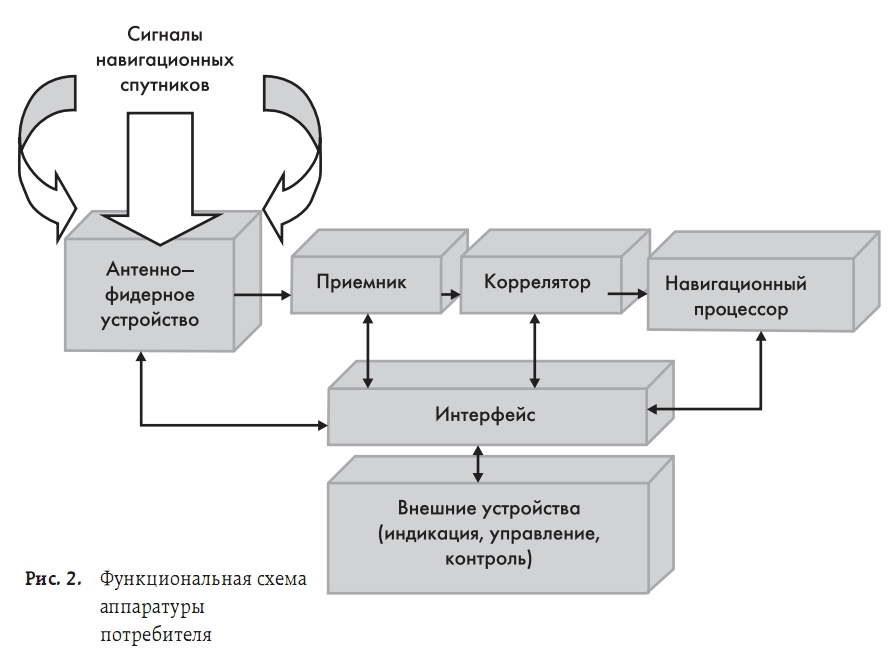 Сигналы
навигационных
спутников
Антенно–
фидерное
устройство
Приемник
Коррелятор
Навигационный
процессор
Интерфейс
Внешние устройства
(индикация, управление,
контроль)
Рис. 2. Функциональная схема
аппаратуры
потребителя